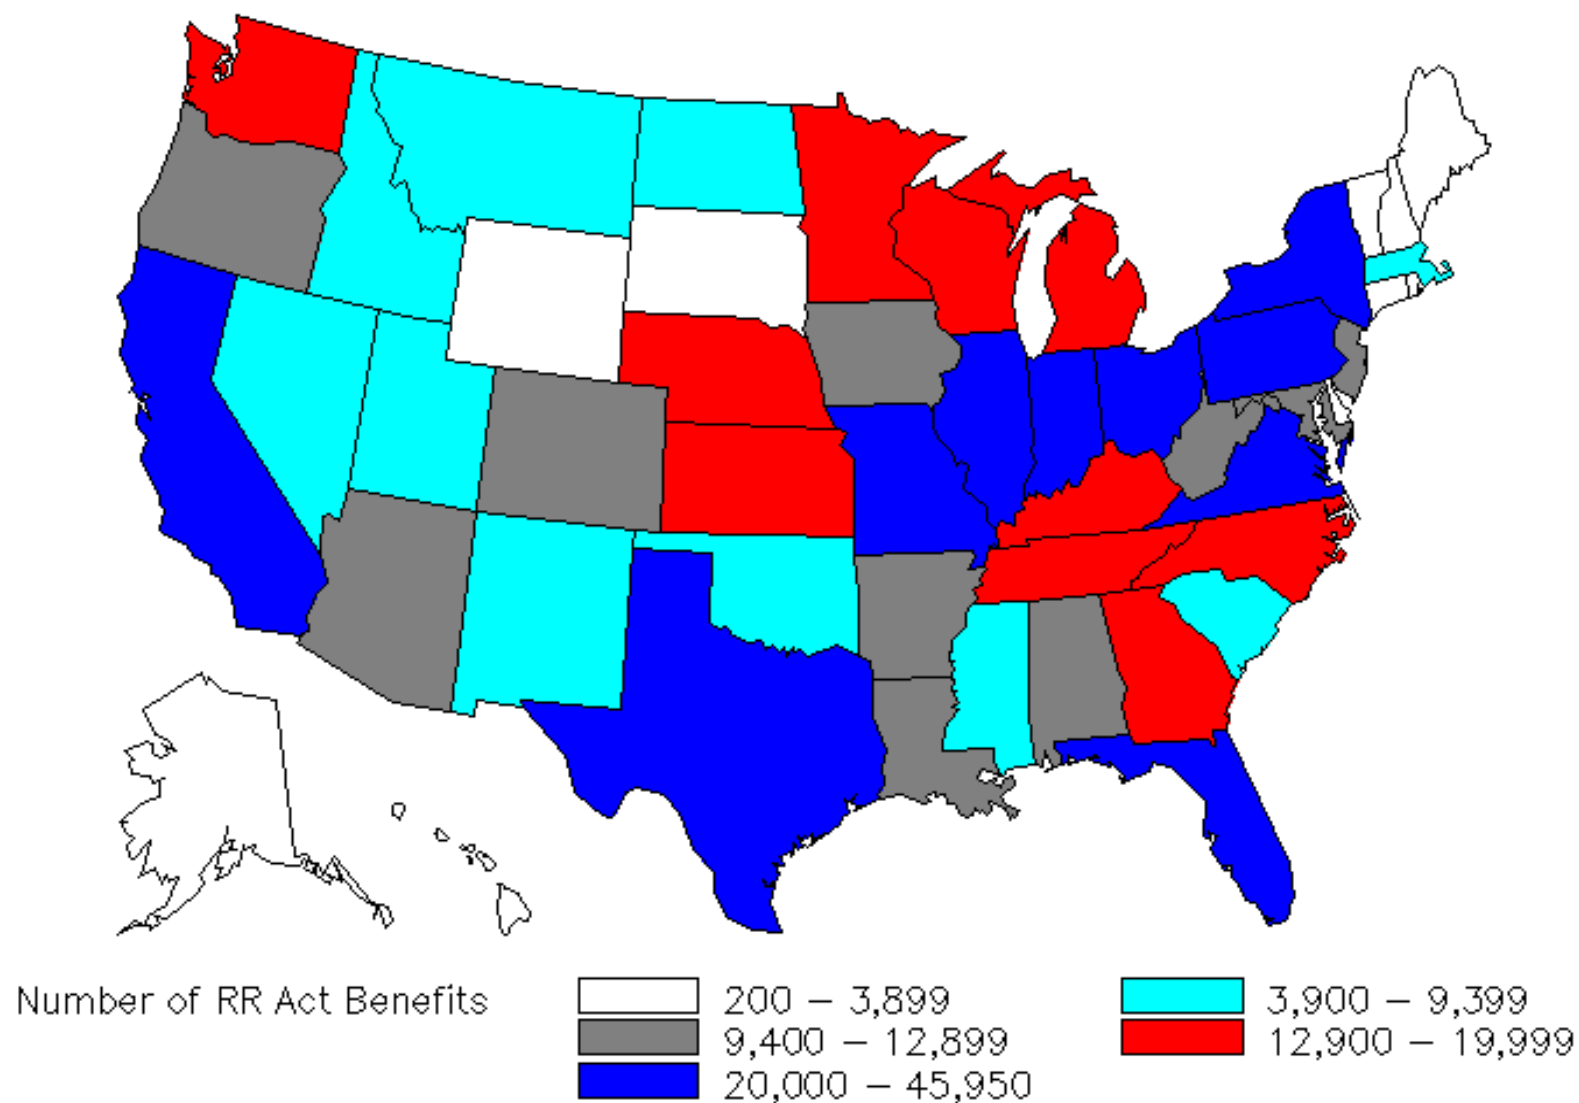 Number of RR Act Benefits
200 – 3,899
3,900 – 9,399
9,400 – 12,899
12,900 – 19,999
20,000 – 45,950